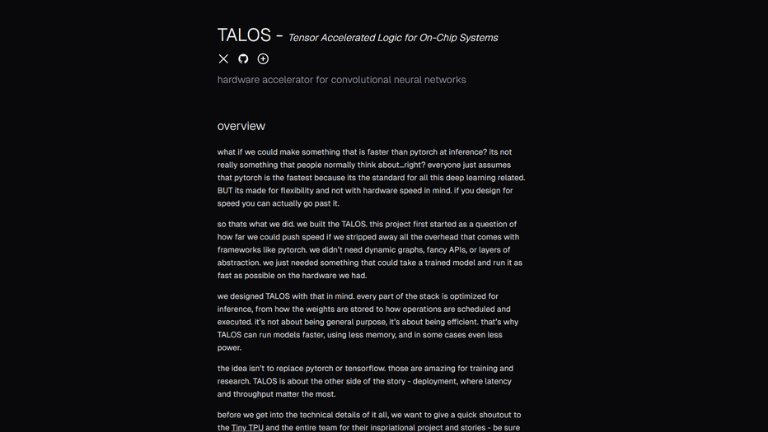 TALOS - Tensor Accelerated Logic for On-Chip Systems
hardware accelerator for convolutional neural networks
overview
what if we could make something that is faster than pytorch at inference? its not
really something that people normally think about...right? everyone just assumes
that pytorch is the fastest because its the standard for all this deep learning related.
BUT its made for flexibility and not with hardware speed in mind. if you design for
speed you can actually go past it.
so thats what we did. we built the TALOS. this project first started as a question of
how far we could push speed if we stripped away all the overhead that comes with
frameworks like pytorch. we didn't need dynamic graphs, fancy APIs, or layers of
abstraction. we just needed something that could take a trained model and run it as
fast as possible on the hardware we had.
we designed TALOS with that in mind. every part of the stack is optimized for
inference, from how the weights are stored to how operations are scheduled and
executed. it's not about being general purpose, it's about being efficient. that's why
TALOS can run models faster, using less memory, and in some cases even less
power.
the idea isn't to replace pytorch or tensorflow. those are amazing for training and
research. TALOS is about the other side of the story - deployment, where latency
and throughput matter the most.
before we get into the technical details of it all, we want to give a quick shoutout to
the Tiny TPU and the entire team for their inspriational project and stories - be sure